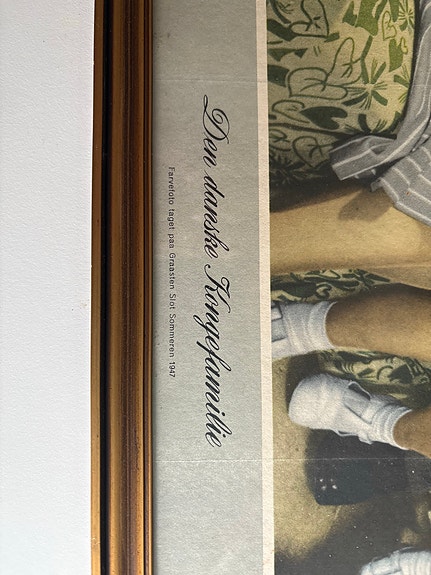 Den danske Kongefamilie
Farvefoto taget paa Graasten Slot Sommeren 1947